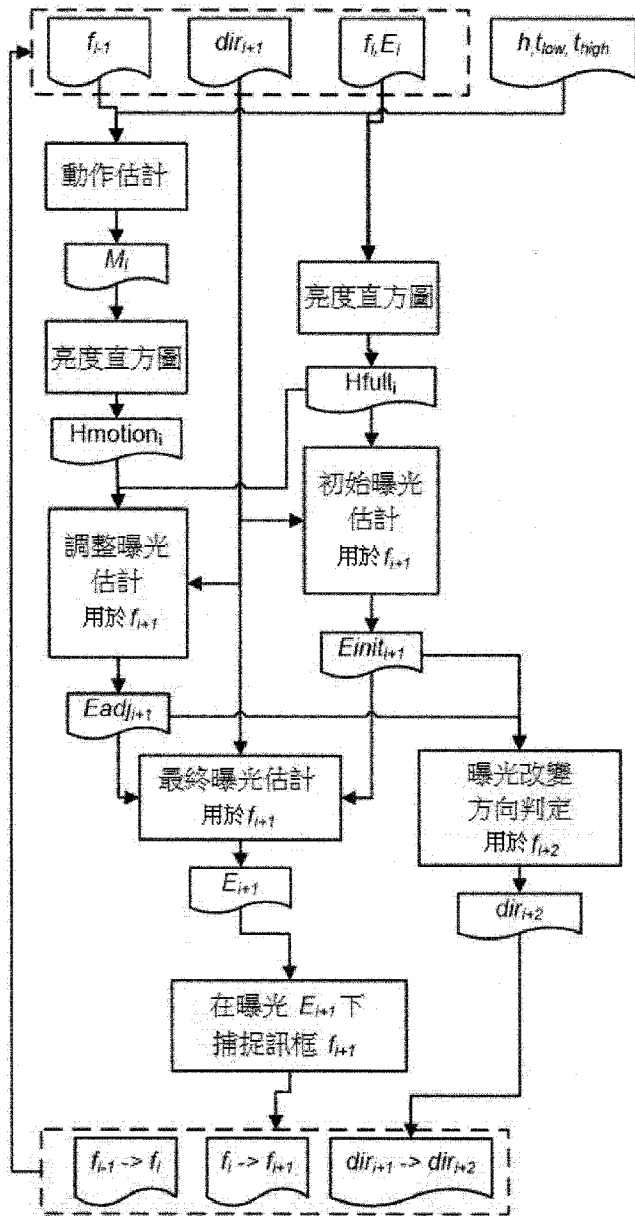 f_{i-1} dir_{i+1} f_i, E_i h, t_{low}, t_{high}
動作估計
M_i
亮度直方圖
亮度直方圖
Hfull_i
Hmotion_i
初始曝光
估計
用於 f_{i+1}
調整曝光
估計
用於 f_{i+1}
Einit_{i+1}
Eadj_{i+1}
最終曝光估計
用於 f_{i+1}
曝光改變
方向判定
用於 f_{i+2}
E_{i+1}
dir_{i+2}
在曝光 E_{i+1} 下
捕捉訊框 f_{i+1}
f_{i-1} -> f_i f_i -> f_{i+1} dir_{i+1} -> dir_{i+2}